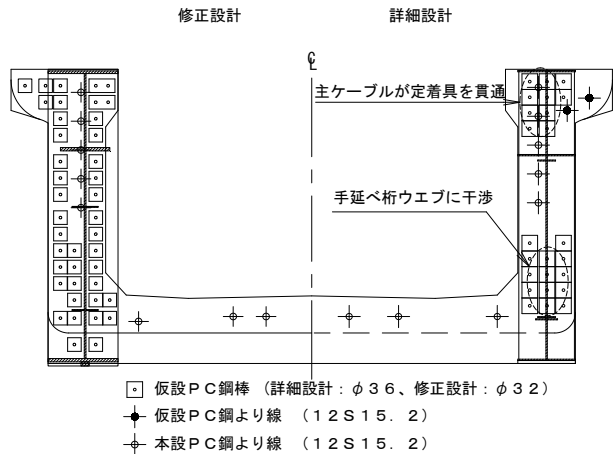 修正設計
詳細設計
℄
主ケーブルが定着具を貫通
手延べ桁ウエブに干渉
仮設ＰＣ鋼棒 （詳細設計：φ３６、修正設計：φ３２）
仮設ＰＣ鋼より線 （１２Ｓ１５．２）
本設ＰＣ鋼より線 （１２Ｓ１５．２）